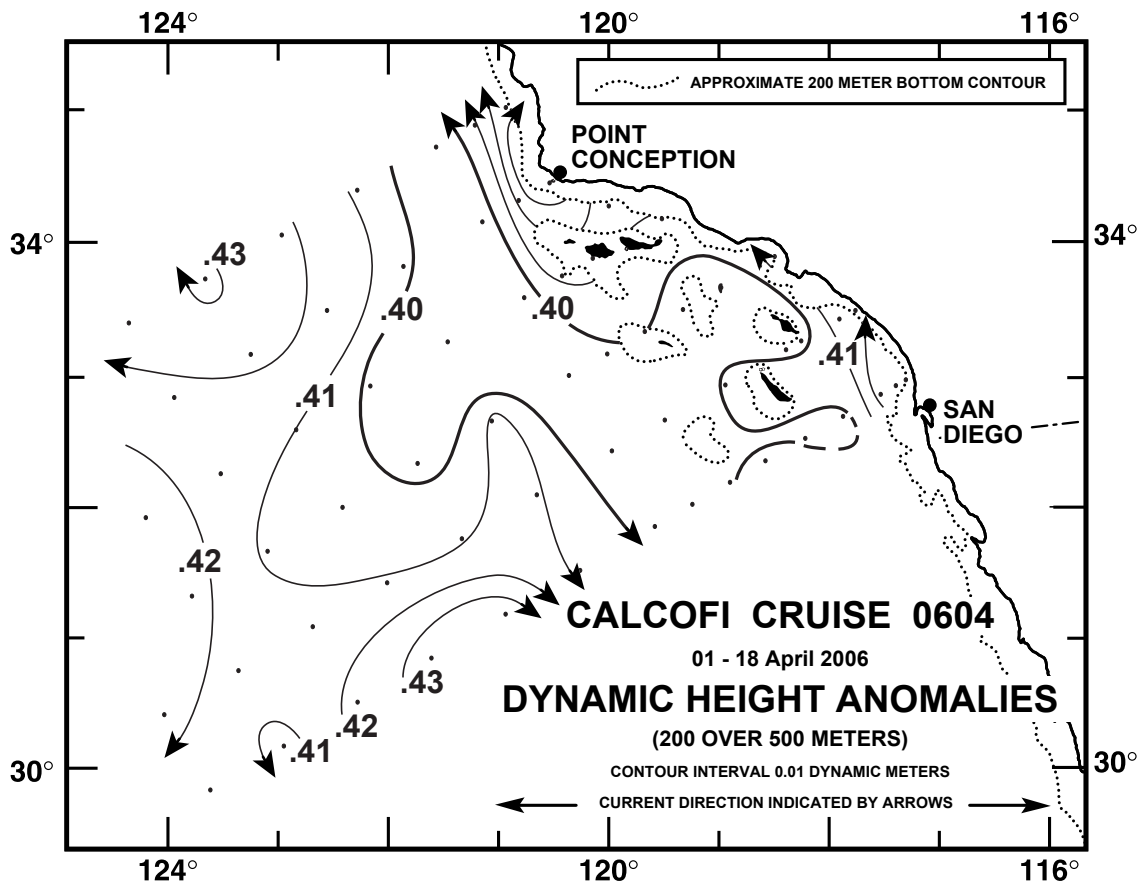 124° 120° 116°
APPROXIMATE 200 METER BOTTOM CONTOUR
POINT
CONCEPTION
34° 34°
.43
.40 .40
.41
.41
SAN
DIEGO
.42
CALCOFI CRUISE 0604
01 - 18 April 2006
.43
DYNAMIC HEIGHT ANOMALIES
.42
(200 OVER 500 METERS)
.41
30° 30°
CONTOUR INTERVAL 0.01 DYNAMIC METERS
CURRENT DIRECTION INDICATED BY ARROWS
124° 120° 116°